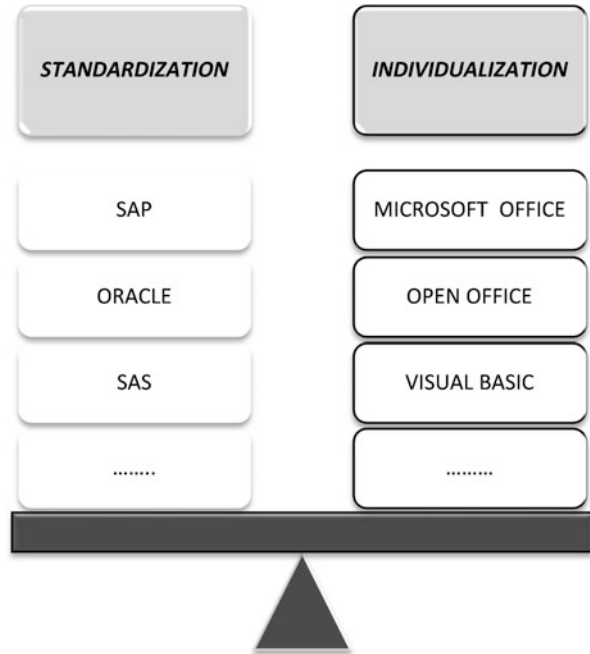 STANDARDIZATION
INDIVIDUALIZATION
SAP
MICROSOFT  OFFICE
ORACLE
OPEN OFFICE
SAS
VISUAL BASIC
........
.........